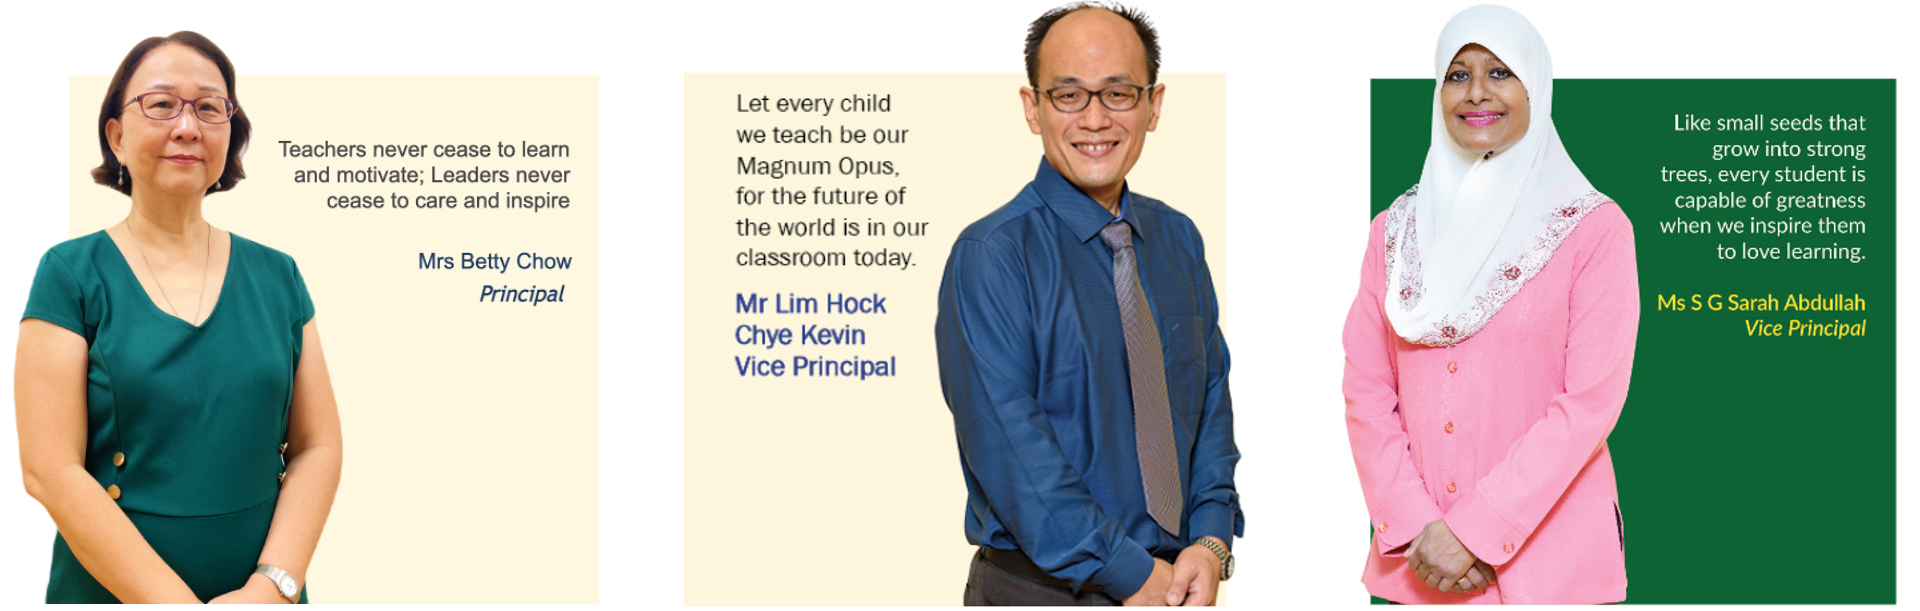 Teachers never cease to learn
and motivate; Leaders never
cease to care and inspire
Mrs Betty Chow
Principal
Let every child
we teach be our
Magnum Opus,
for the future of
the world is in our
classroom today.
Mr Lim Hock
Chye Kevin
Vice Principal
Like small seeds that
grow into strong
trees, every student is
capable of greatness
when we inspire them
to love learning.
Ms S G Sarah Abdullah
Vice Principal